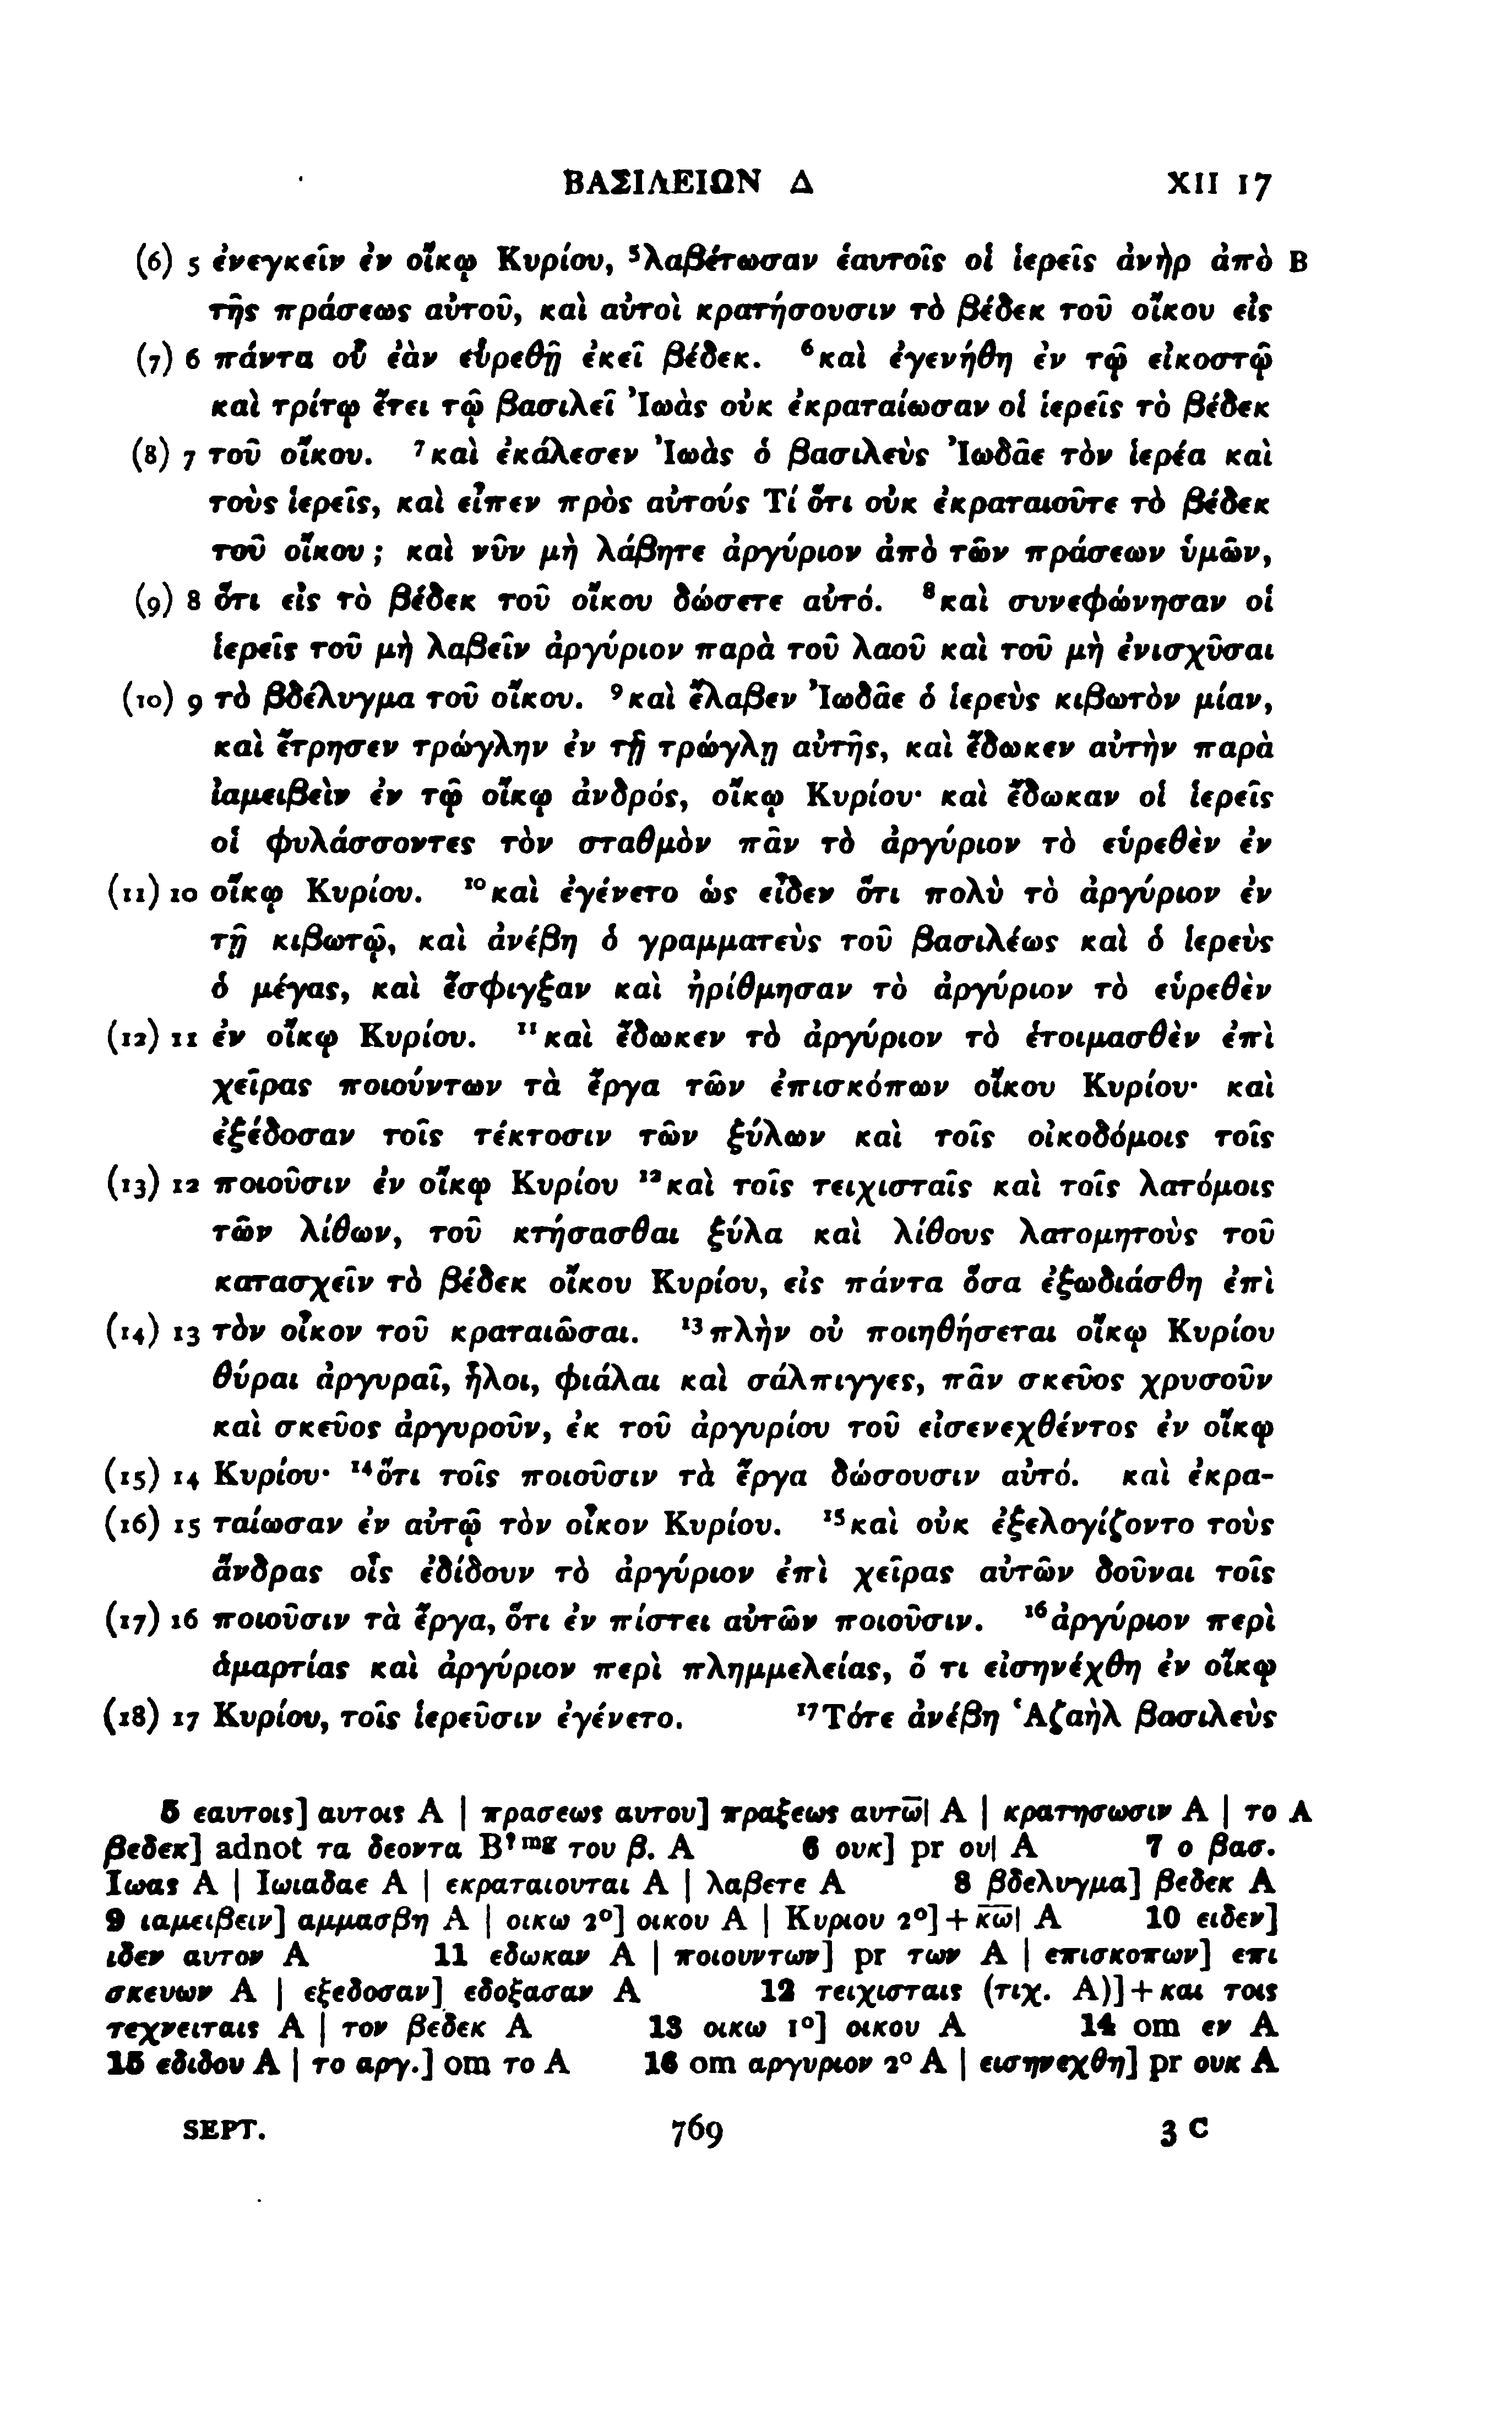 ΒΑΣΙΛΕΙΩΝ Δ XII 17
(6) 5 ἐνεγκεῖν ἐν οἴκῳ Κυρίου, ⁵λαβέτωσαν ἑαυτοῖς οἱ ἱερεῖς ἀνὴρ ἀπὸ B
τῆς πράσεως αὐτοῦ, καὶ αὐτοὶ κρατήσουσιν τὸ βέδεκ τοῦ οἴκου εἰς
(7) 6 πάντα οὗ ἐὰν εὑρεθῇ ἐκεῖ βέδεκ. ⁶καὶ ἐγενήθη ἐν τῷ εἰκοστῷ
καὶ τρίτῳ ἔτει τῷ βασιλεῖ Ἰωὰς οὐκ ἐκραταίωσαν οἱ ἱερεῖς τὸ βέδεκ
(8) 7 τοῦ οἴκου. ⁷καὶ ἐκάλεσεν Ἰωὰς ὁ βασιλεὺς Ἰωδᾶε τὸν ἱερέα καὶ
τοὺς ἱερεῖς, καὶ εἶπεν πρὸς αὐτούς Τί ὅτι οὐκ ἐκραταιοῦτε τὸ βέδεκ
τοῦ οἴκου; καὶ νῦν μὴ λάβητε ἀργύριον ἀπὸ τῶν πράσεων ὑμῶν,
(9) 8 ὅτι εἰς τὸ βέδεκ τοῦ οἴκου δώσετε αὐτό. ⁸καὶ συνεφώνησαν οἱ
ἱερεῖς τοῦ μὴ λαβεῖν ἀργύριον παρὰ τοῦ λαοῦ καὶ τοῦ μὴ ἐνισχῦσαι
(10) 9 τὸ βδέλυγμα τοῦ οἴκου. ⁹καὶ ἔλαβεν Ἰωδᾶε ὁ ἱερεὺς κιβωτὸν μίαν,
καὶ ἔτρησεν τρώγλην ἐν τῇ τρώγλῃ αὐτῆς, καὶ ἔδωκεν αὐτὴν παρὰ
ἰαμειβεὶν ἐν τῷ οἴκῳ ἀνδρός, οἴκῳ Κυρίου· καὶ ἔδωκαν οἱ ἱερεῖς
οἱ φυλάσσοντες τὸν σταθμὸν πᾶν τὸ ἀργύριον τὸ εὑρεθὲν ἐν
(11) 10 οἴκῳ Κυρίου. ¹⁰καὶ ἐγένετο ὡς εἶδεν ὅτι πολὺ τὸ ἀργύριον ἐν
τῇ κιβωτῷ, καὶ ἀνέβη ὁ γραμματεὺς τοῦ βασιλέως καὶ ὁ ἱερεὺς
ὁ μέγας, καὶ ἔσφιγξαν καὶ ἠρίθμησαν τὸ ἀργύριον τὸ εὑρεθὲν
(12) 11 ἐν οἴκῳ Κυρίου. ¹¹καὶ ἔδωκεν τὸ ἀργύριον τὸ ἑτοιμασθὲν ἐπὶ
χεῖρας ποιούντων τὰ ἔργα τῶν ἐπισκόπων οἴκου Κυρίου· καὶ
ἐξέδοσαν τοῖς τέκτοσιν τῶν ξύλων καὶ τοῖς οἰκοδόμοις τοῖς
(13) 12 ποιοῦσιν ἐν οἴκῳ Κυρίου ¹²καὶ τοῖς τειχισταῖς καὶ τοῖς λατόμοις
τῶν λίθων, τοῦ κτήσασθαι ξύλα καὶ λίθους λατομητοὺς τοῦ
κατασχεῖν τὸ βέδεκ οἴκου Κυρίου, εἰς πάντα ὅσα ἐξωδιάσθη ἐπὶ
(14) 13 τὸν οἶκον τοῦ κραταιῶσαι. ¹³πλὴν οὐ ποιηθήσεται οἴκῳ Κυρίου
θύραι ἀργυραῖ, ἧλοι, φιάλαι καὶ σάλπιγγες, πᾶν σκεῦος χρυσοῦν
καὶ σκεῦος ἀργυροῦν, ἐκ τοῦ ἀργυρίου τοῦ εἰσενεχθέντος ἐν οἴκῳ
(15) 14 Κυρίου· ¹⁴ὅτι τοῖς ποιοῦσιν τὰ ἔργα δώσουσιν αὐτό. καὶ ἐκρα-
(16) 15 ταίωσαν ἐν αὐτῷ τὸν οἶκον Κυρίου. ¹⁵καὶ οὐκ ἐξελογίζοντο τοὺς
ἄνδρας οἷς ἐδίδουν τὸ ἀργύριον ἐπὶ χεῖρας αὐτῶν δοῦναι τοῖς
(17) 16 ποιοῦσιν τὰ ἔργα, ὅτι ἐν πίστει αὐτῶν ποιοῦσιν. ¹⁶ἀργύριον περὶ
ἁμαρτίας καὶ ἀργύριον περὶ πλημμελείας, ὅ τι εἰσηνέχθη ἐν οἴκῳ
(18) 17 Κυρίου, τοῖς ἱερεῦσιν ἐγένετο. ¹⁷Τότε ἀνέβη Ἁζαὴλ βασιλεὺς
5 εαυτοις] αυτοις A | πρασεως αυτου] πραξεως αυτω̅| A | κρατησωσιν A | το A
βεδεκ] adnot τα δεοντα B? mg του β. A 6 ουκ] pr ου| A 7 ο βασ.
Ιωας A | Ιωιαδαε A | εκραταιουται A | λαβετε A 8 βδελυγμα] βεδεκ A
9 ιαμειβειν] αμμασβη A | οικω 2°] οικου A | Κυριου 2°]+κ̅ω̅| A 10 ειδεν]
ιδεν αυτον A 11 εδωκαν A | ποιουντων] pr των A | επισκοπων] επι
σκευων A | εξεδοσαν] εδοξασαν A 12 τειχισταις (τιχ. A)]+και τοις
τεχνειταις A | τον βεδεκ A 13 οικω 1°] οικου A 14 om εν A
15 εδιδον A | το αργ.] om το A 16 om αργυριον 2° A | εισηνεχθη] pr ουκ A
SEPT. 769 3 C